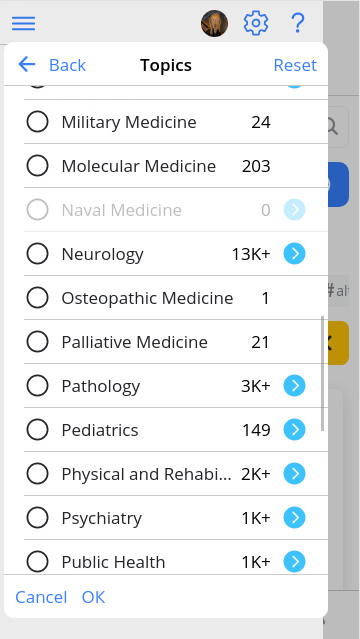 ?
Back Topics Reset
Military Medicine 24
Molecular Medicine 203
Naval Medicine 0
Neurology 13K+
Osteopathic Medicine 1
Palliative Medicine 21
Pathology 3K+
Pediatrics 149
Physical and Rehabi... 2K+
Psychiatry 1K+
Public Health 1K+
Cancel OK
#alt